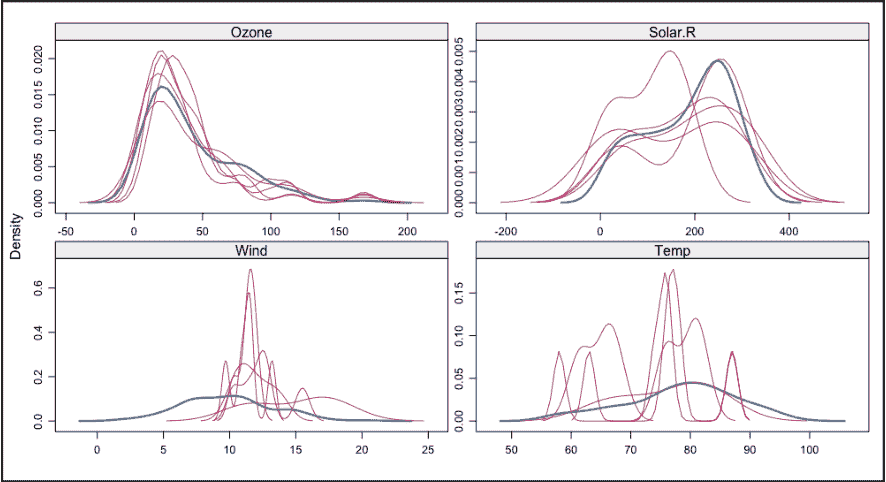 Ozone
Solar.R
0.000 0.005 0.010 0.015 0.020
0.000 0.001 0.002 0.003 0.004 0.005
-50 0 50 100 150 200
-200 0 200 400
Density
Wind
Temp
0.0 0.2 0.4 0.6
0.00 0.05 0.10 0.15
0 5 10 15 20 25
50 60 70 80 90 100